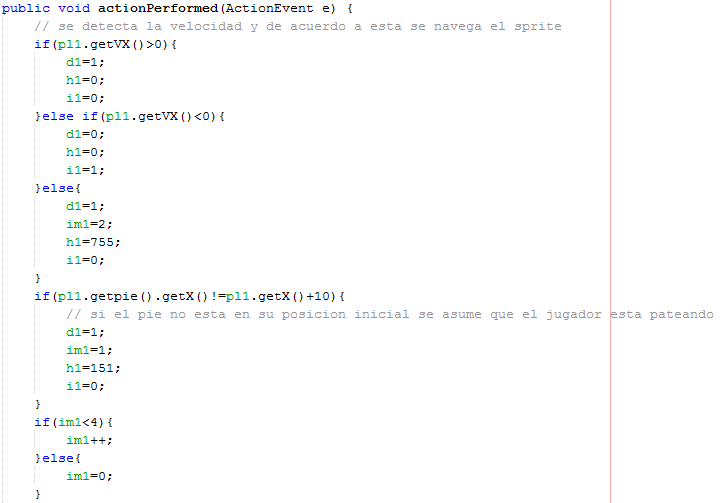 public void actionPerformed(ActionEvent e) {
// se detecta la velocidad y de acuerdo a esta se navega el sprite
if(pl1.getVX()>0){
d1=1;
h1=0;
i1=0;
}else if(pl1.getVX()<0){
d1=0;
h1=0;
i1=1;
}else{
d1=1;
im1=2;
h1=755;
i1=0;
}
if(pl1.getpie().getX()!=pl1.getX()+10){
// si el pie no esta en su posicion inicial se asume que el jugador esta pateando
d1=1;
im1=1;
h1=151;
i1=0;
}
if(im1<4){
im1++;
}else{
im1=0;
}